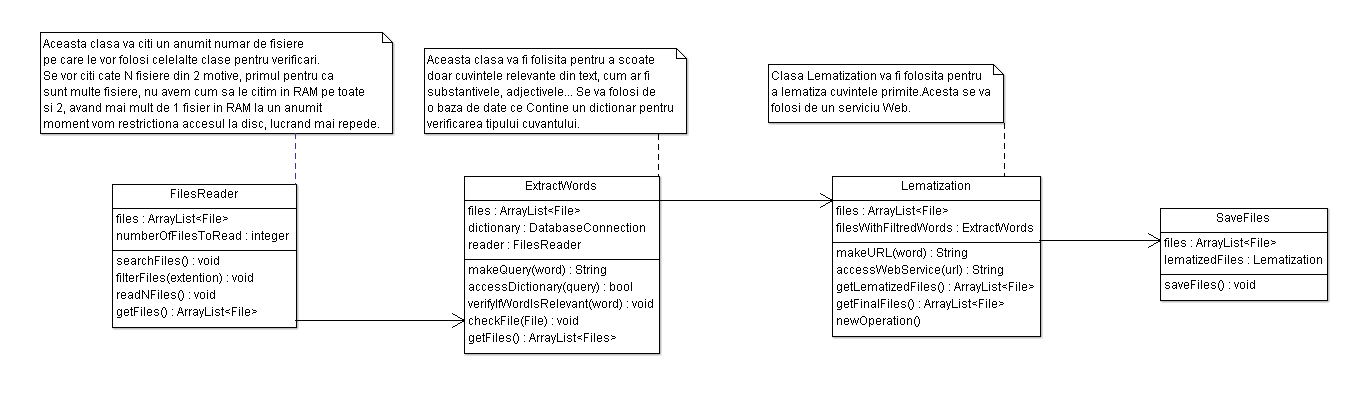 Aceasta clasa va citi un anumit numar de fisiere
pe care le vor folosi celelalte clase pentru verificari.
Se vor citi cate N fisiere din 2 motive, primul pentru ca
sunt multe fisiere, nu avem cum sa le citim in RAM pe toate
si 2, avand mai mult de 1 fisier in RAM la un anumit
moment vom restrictiona accesul la disc, lucrand mai repede.
Aceasta clasa va fi folisita pentru a scoate
doar cuvintele relevante din text, cum ar fi
substantivele, adjectivele... Se va folosi de
o baza de date ce Contine un dictionar pentru
verificarea tipului cuvantului.
Clasa Lematization va fi folosita pentru
a lematiza cuvintele primite.Acesta se va
folosi de un serviciu Web.
FilesReader
files : ArrayList<File>
numberOfFilesToRead : integer
searchFiles() : void
filterFiles(extention) : void
readNFiles() : void
getFiles() : ArrayList<File>
ExtractWords
files : ArrayList<File>
dictionary : DatabaseConnection
reader : FilesReader
makeQuery(word) : String
accessDictionary(query) : bool
verifyIfWordIsRelevant(word) : void
checkFile(File) : void
getFiles() : ArrayList<Files>
Lematization
files : ArrayList<File>
filesWithFiltredWords : ExtractWords
makeURL(word) : String
accessWebService(url) : String
getLematizedFiles() : ArrayList<File>
getFinalFiles() : ArrayList<File>
newOperation()
SaveFiles
files : ArrayList<File>
lematizedFiles : Lematization
saveFiles() : void